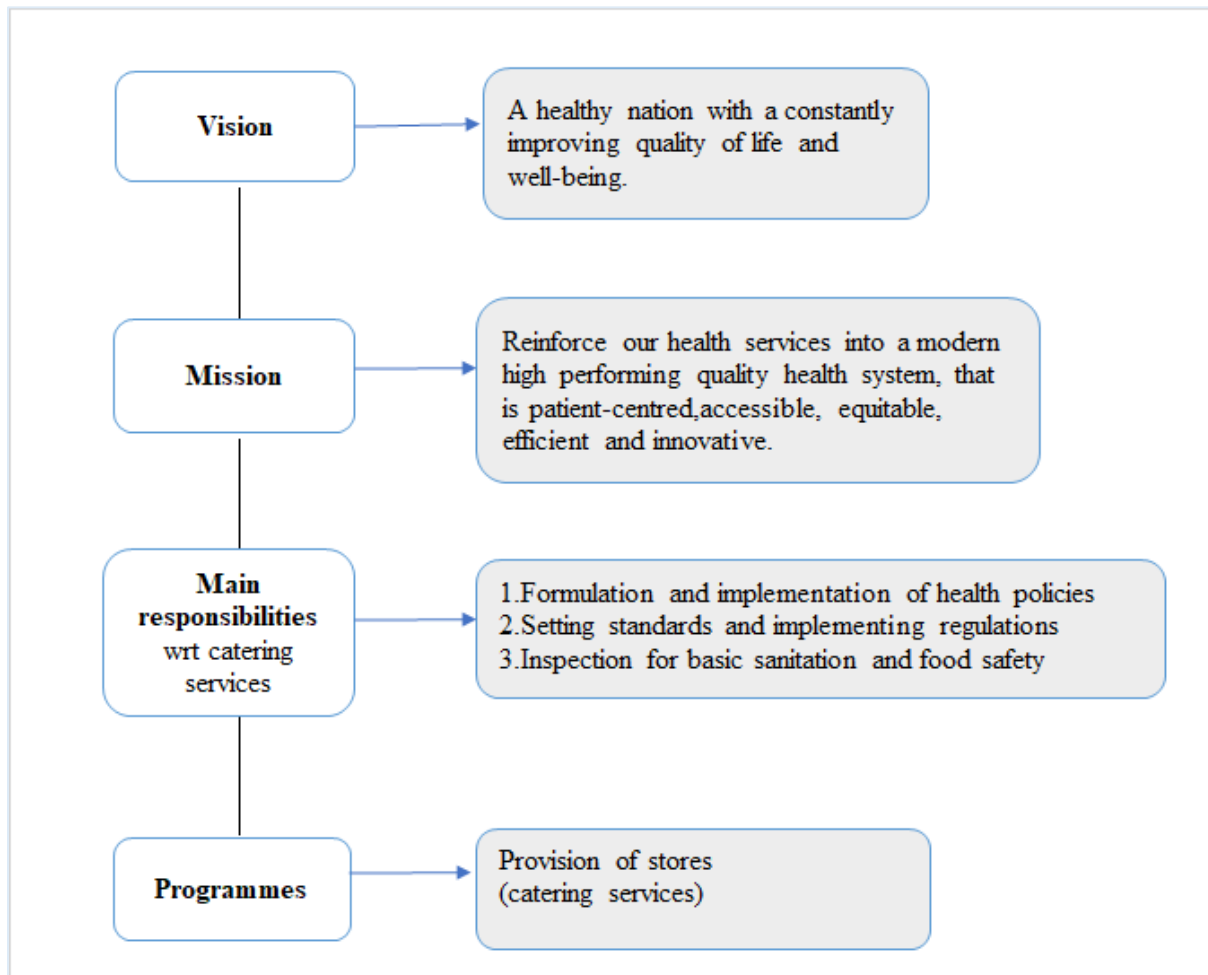 Vision
A healthy nation with a constantly
improving quality of life and
well-being.
Mission
Reinforce our health services into a modern
high performing quality health system, that
is patient-centred,accessible, equitable,
efficient and innovative.
Main
responsibilities
wrt catering
services
1.Formulation and implementation of health policies
2.Setting standards and implementing regulations
3.Inspection for basic sanitation and food safety
Programmes
Provision of stores
(catering services)